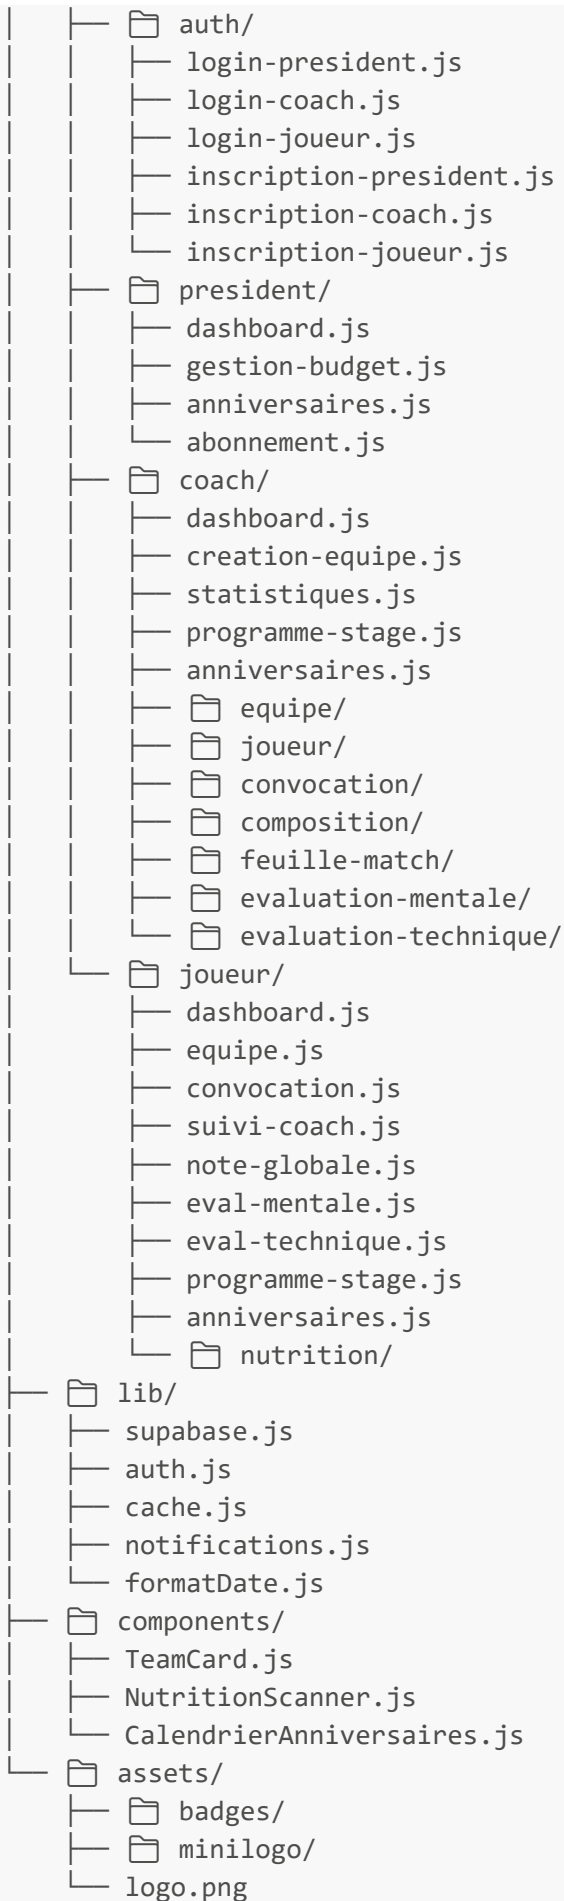 │   ├── 📁 auth/
│   │   ├── login-president.js
│   │   ├── login-coach.js
│   │   ├── login-joueur.js
│   │   ├── inscription-president.js
│   │   ├── inscription-coach.js
│   │   └── inscription-joueur.js
│   ├── 📁 president/
│   │   ├── dashboard.js
│   │   ├── gestion-budget.js
│   │   ├── anniversaires.js
│   │   └── abonnement.js
│   ├── 📁 coach/
│   │   ├── dashboard.js
│   │   ├── creation-equipe.js
│   │   ├── statistiques.js
│   │   ├── programme-stage.js
│   │   ├── anniversaires.js
│   │   ├── 📁 equipe/
│   │   ├── 📁 joueur/
│   │   ├── 📁 convocation/
│   │   ├── 📁 composition/
│   │   ├── 📁 feuille-match/
│   │   ├── 📁 evaluation-mentale/
│   │   └── 📁 evaluation-technique/
│   └── 📁 joueur/
│       ├── dashboard.js
│       ├── equipe.js
│       ├── convocation.js
│       ├── suivi-coach.js
│       ├── note-globale.js
│       ├── eval-mentale.js
│       ├── eval-technique.js
│       ├── programme-stage.js
│       ├── anniversaires.js
│       └── 📁 nutrition/
├── 📁 lib/
│   ├── supabase.js
│   ├── auth.js
│   ├── cache.js
│   ├── notifications.js
│   └── formatDate.js
├── 📁 components/
│   ├── TeamCard.js
│   ├── NutritionScanner.js
│   └── CalendrierAnniversaires.js
└── 📁 assets/
    ├── 📁 badges/
    ├── 📁 minilogo/
    └── logo.png